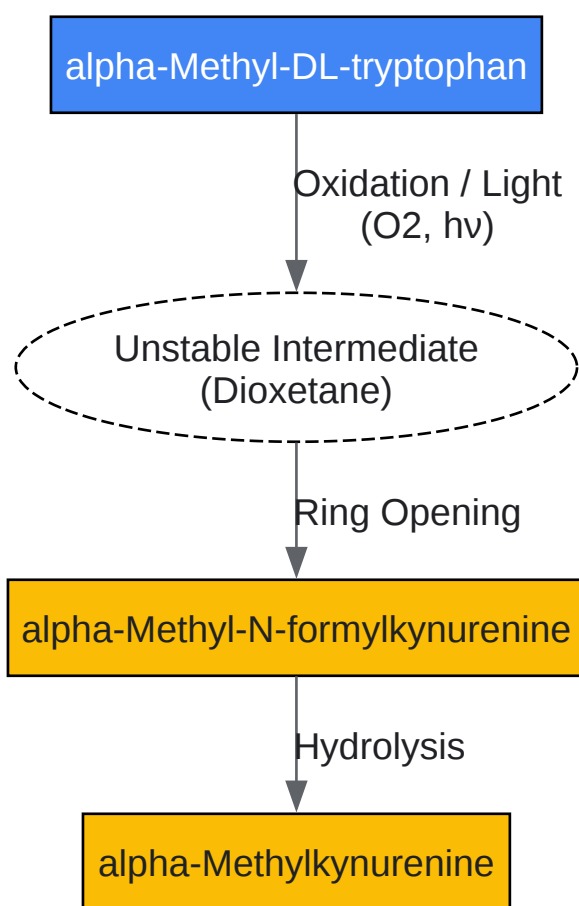 alpha-Methyl-DL-tryptophan
Oxidation / Light
(O2, hν)
Unstable Intermediate
(Dioxetane)
Ring Opening
alpha-Methyl-N-formylkynurenine
Hydrolysis
alpha-Methylkynurenine